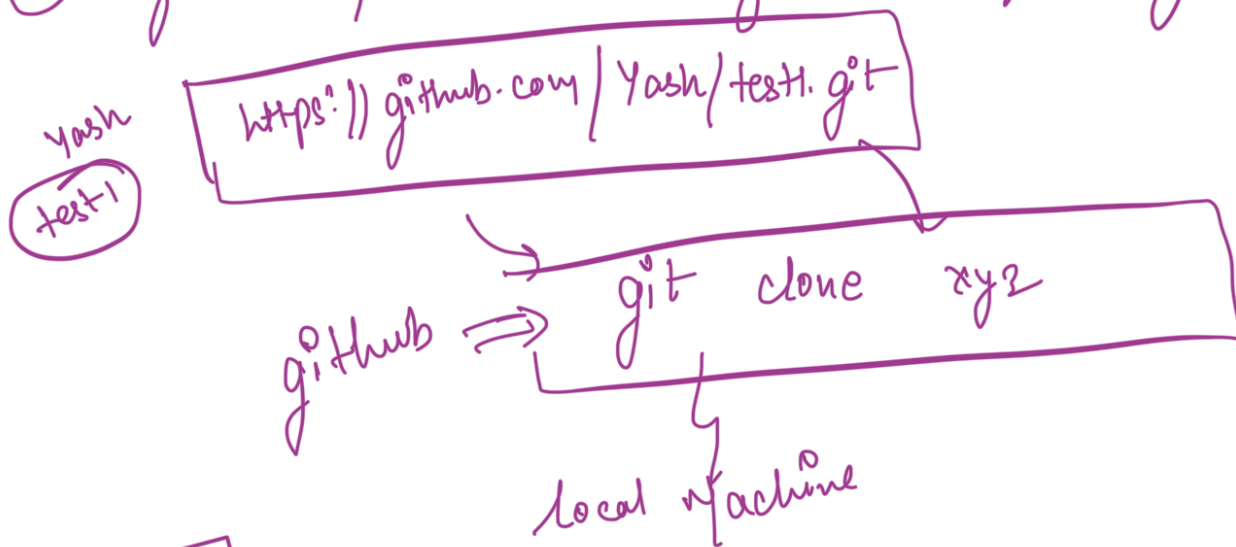 https://github.com/Yash/test1.git
Yash
test1
git clone xyz
github
local Machine